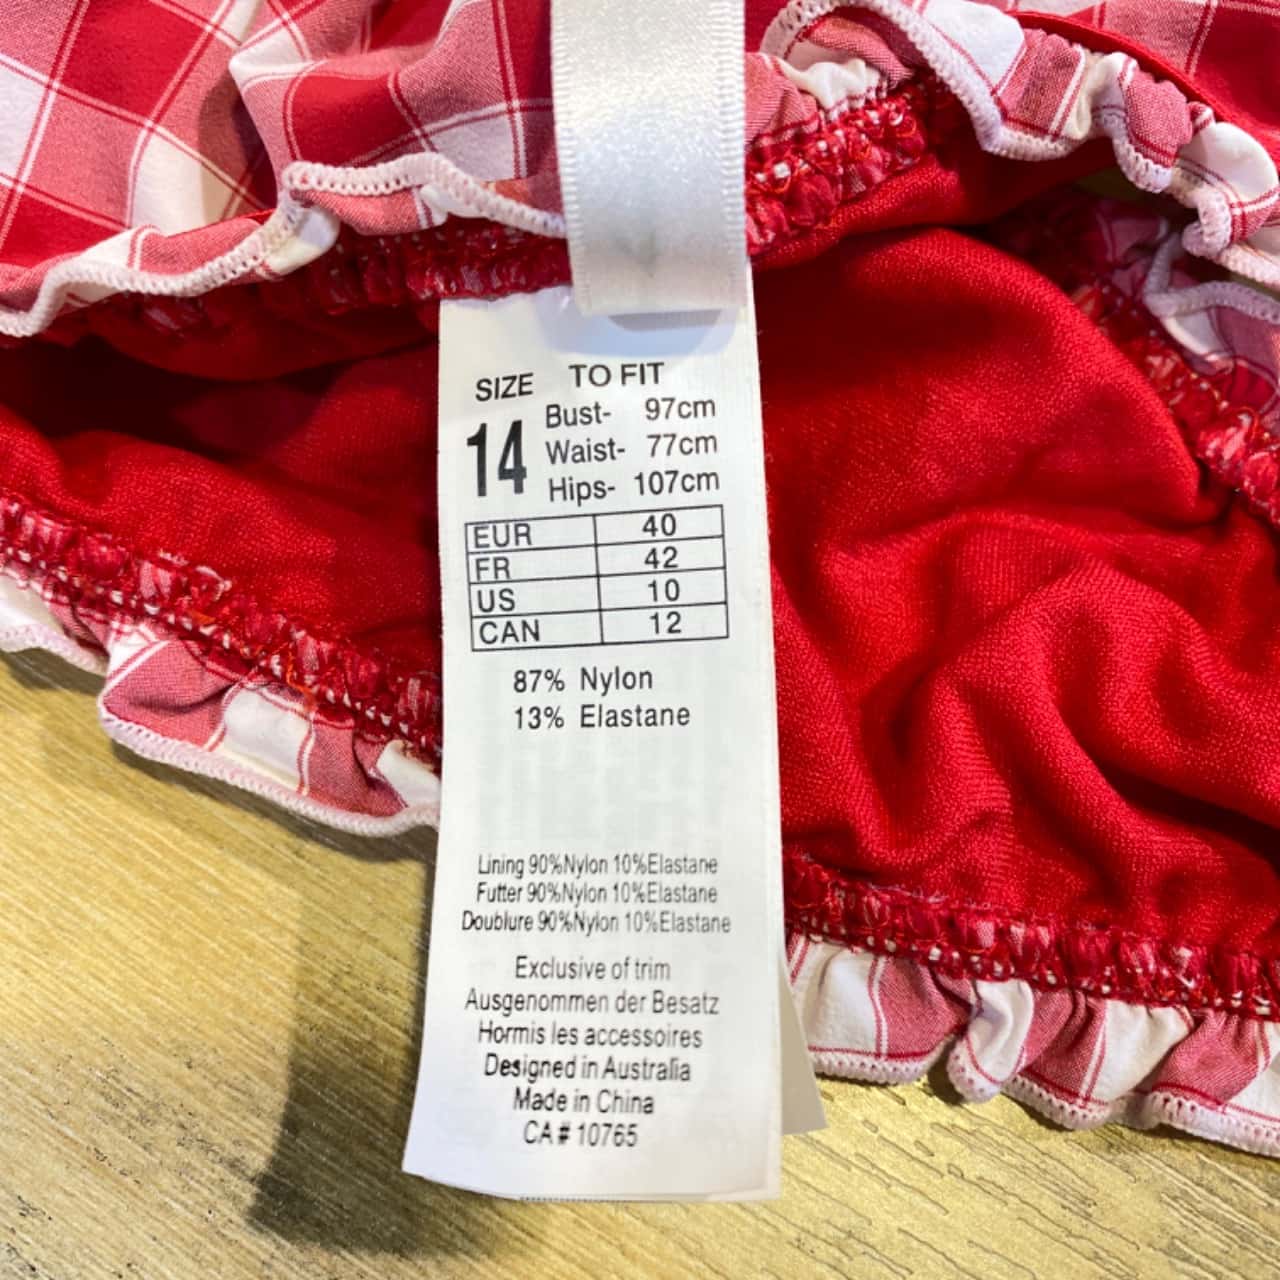 SIZE TO FIT
14 Bust- 97cm
Waist- 77cm
Hips- 107cm
EUR 40
FR 42
US 10
CAN 12
87% Nylon
13% Elastane
Lining 90%Nylon 10%Elastane
Futter 90%Nylon 10%Elastane
Doublure 90%Nylon 10%Elastane
Exclusive of trim
Ausgenommen der Besatz
Hormis les accessoires
Designed in Australia
Made in China
CA# 10765